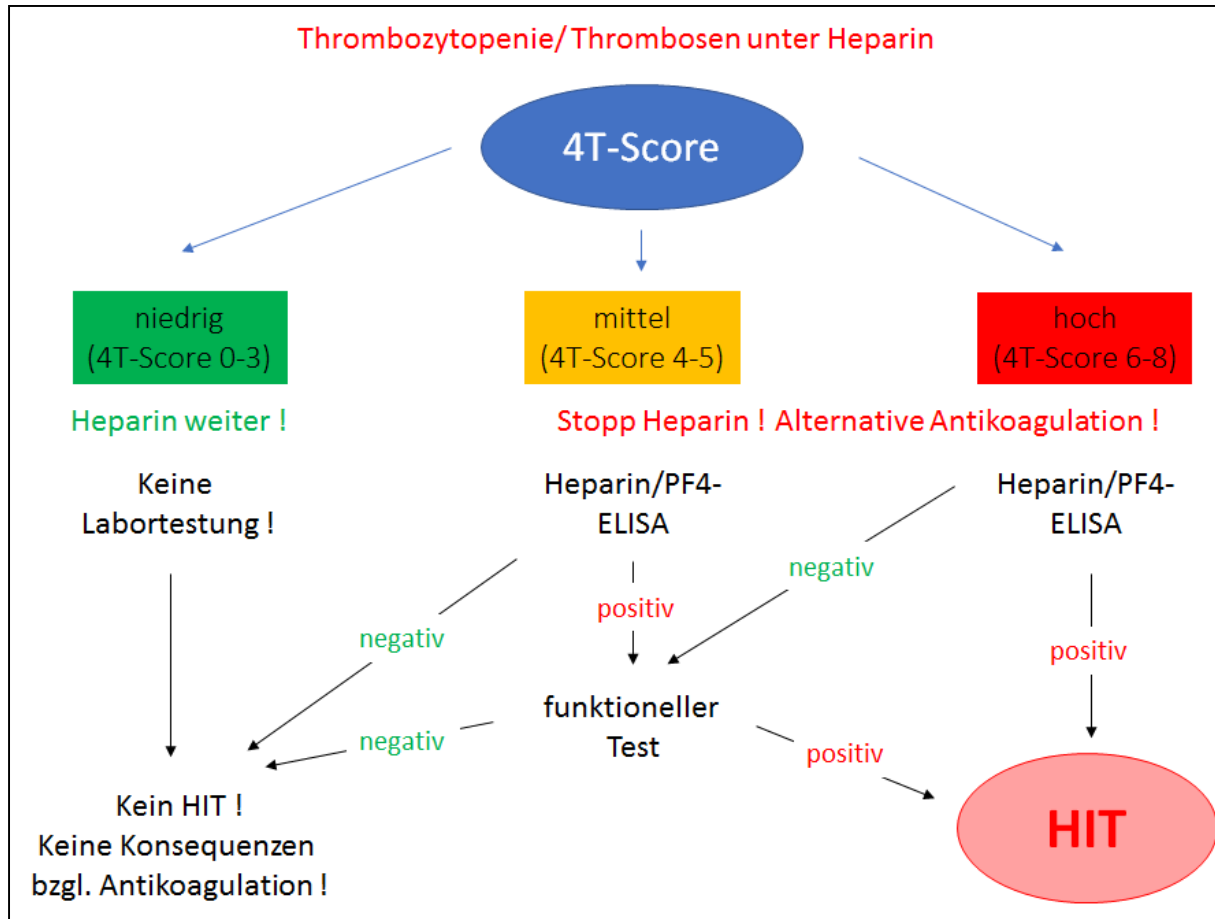 Thrombozytopenie/ Thrombosen unter Heparin
4T-Score
niedrig
(4T-Score 0-3)
mittel
(4T-Score 4-5)
hoch
(4T-Score 6-8)
Heparin weiter !
Stopp Heparin ! Alternative Antikoagulation !
Keine
Labortestung !
Heparin/PF4-
ELISA
Heparin/PF4-
ELISA
negativ
positiv
negativ
positiv
funktioneller
Test
negativ
positiv
Kein HIT !
Keine Konsequenzen
bzgl. Antikoagulation !
HIT